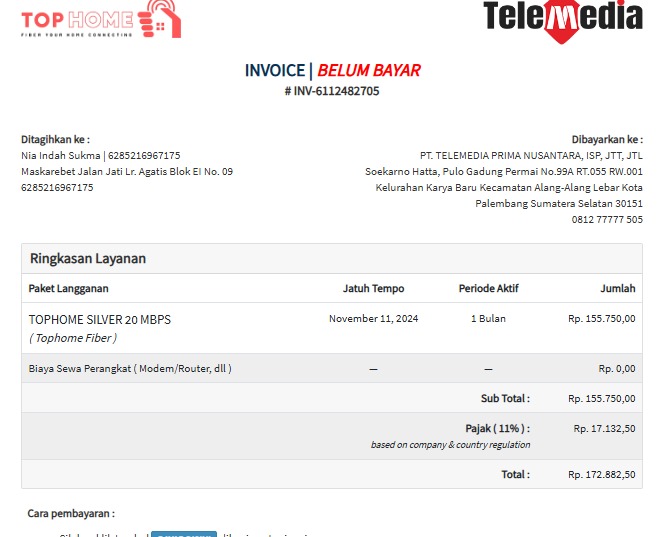 TOP HOME
FIBER YOUR HOME CONNECTING
TeleMedia
INVOICE | BELUM BAYAR
# INV-6112482705
Ditagihkan ke :
Nia Indah Sukma | 6285216967175
Maskarebet Jalan Jati Lr. Agatis Blok EI No. 09
6285216967175
Dibayarkan ke :
PT. TELEMEDIA PRIMA NUSANTARA, ISP, JTT, JTL
Soekarno Hatta, Pulo Gadung Permai No.99A RT.055 RW.001
Kelurahan Karya Baru Kecamatan Alang-Alang Lebar Kota
Palembang Sumatera Selatan 30151
0812 77777 505
Ringkasan Layanan
Paket Langganan Jatuh Tempo Periode Aktif Jumlah
TOPHOME SILVER 20 MBPS November 11, 2024 1 Bulan Rp. 155.750,00
( Tophome Fiber )
Biaya Sewa Perangkat ( Modem/Router, dll ) — — Rp. 0,00
Sub Total : Rp. 155.750,00
Pajak ( 11% ) : Rp. 17.132,50
based on company & country regulation
Total : Rp. 172.882,50
Cara pembayaran :